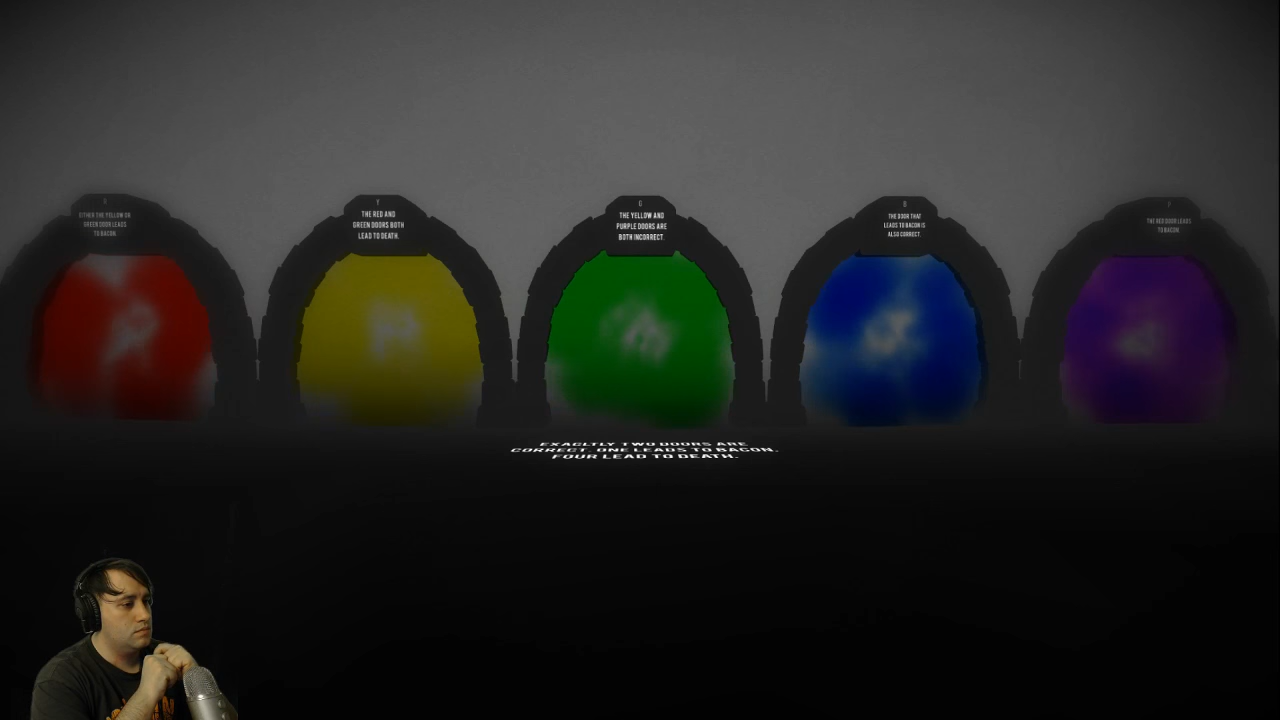 EITHER THE YELLOW OR
GREEN DOOR LEADS
TO BACON.
Y
THE RED AND
GREEN DOORS BOTH
LEAD TO DEATH.
G
THE YELLOW AND
PURPLE DOORS ARE
BOTH INCORRECT.
B
THE DOOR THAT
LEADS TO BACON IS
ALSO CORRECT.
P
THE RED DOOR LEADS
TO BACON
EXACLTLY TWO DOORS ARE
CORRECT. ONE LEADS TO BACON.
FOUR LEAD TO DEATH.